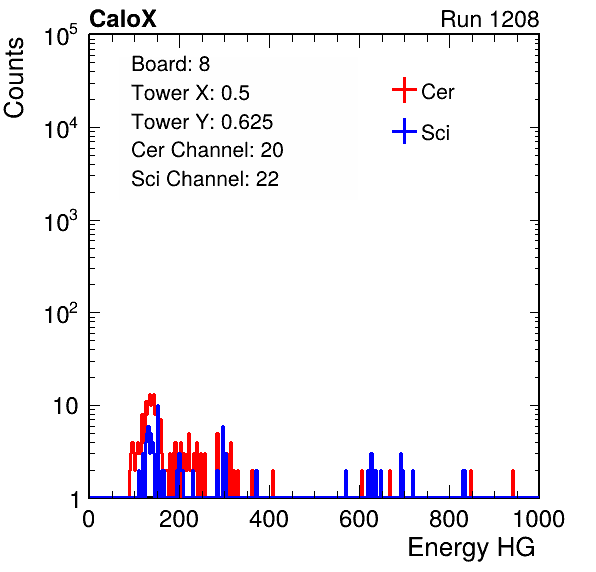 CaloX Run 1208
Counts
10^5
10^4
10^3
10^2
10
1
Board: 8
Tower X: 0.5
Tower Y: 0.625
Cer Channel: 20
Sci Channel: 22
Cer
Sci
0 200 400 600 800 1000
Energy HG